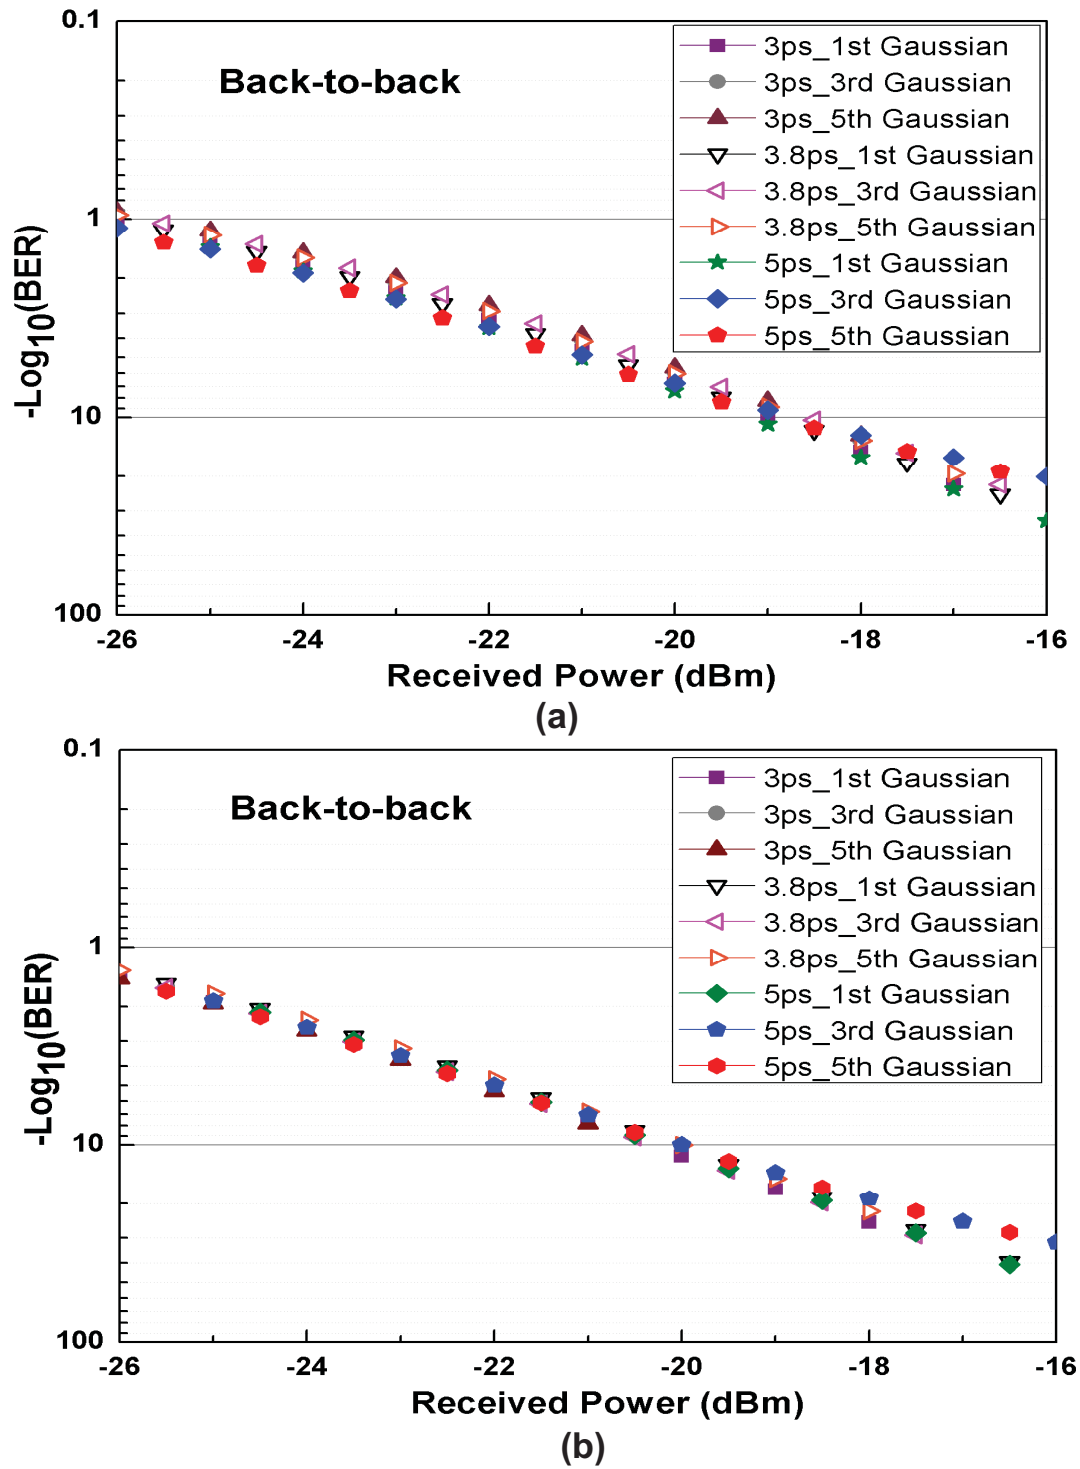 0.1
1
10
100
-Log10(BER)
Back-to-back
3ps_1st Gaussian
3ps_3rd Gaussian
3ps_5th Gaussian
3.8ps_1st Gaussian
3.8ps_3rd Gaussian
3.8ps_5th Gaussian
5ps_1st Gaussian
5ps_3rd Gaussian
5ps_5th Gaussian
-26 -24 -22 -20 -18 -16
Received Power (dBm)
(a)
0.1
1
10
100
-Log10(BER)
Back-to-back
3ps_1st Gaussian
3ps_3rd Gaussian
3ps_5th Gaussian
3.8ps_1st Gaussian
3.8ps_3rd Gaussian
3.8ps_5th Gaussian
5ps_1st Gaussian
5ps_3rd Gaussian
5ps_5th Gaussian
-26 -24 -22 -20 -18 -16
Received Power (dBm)
(b)